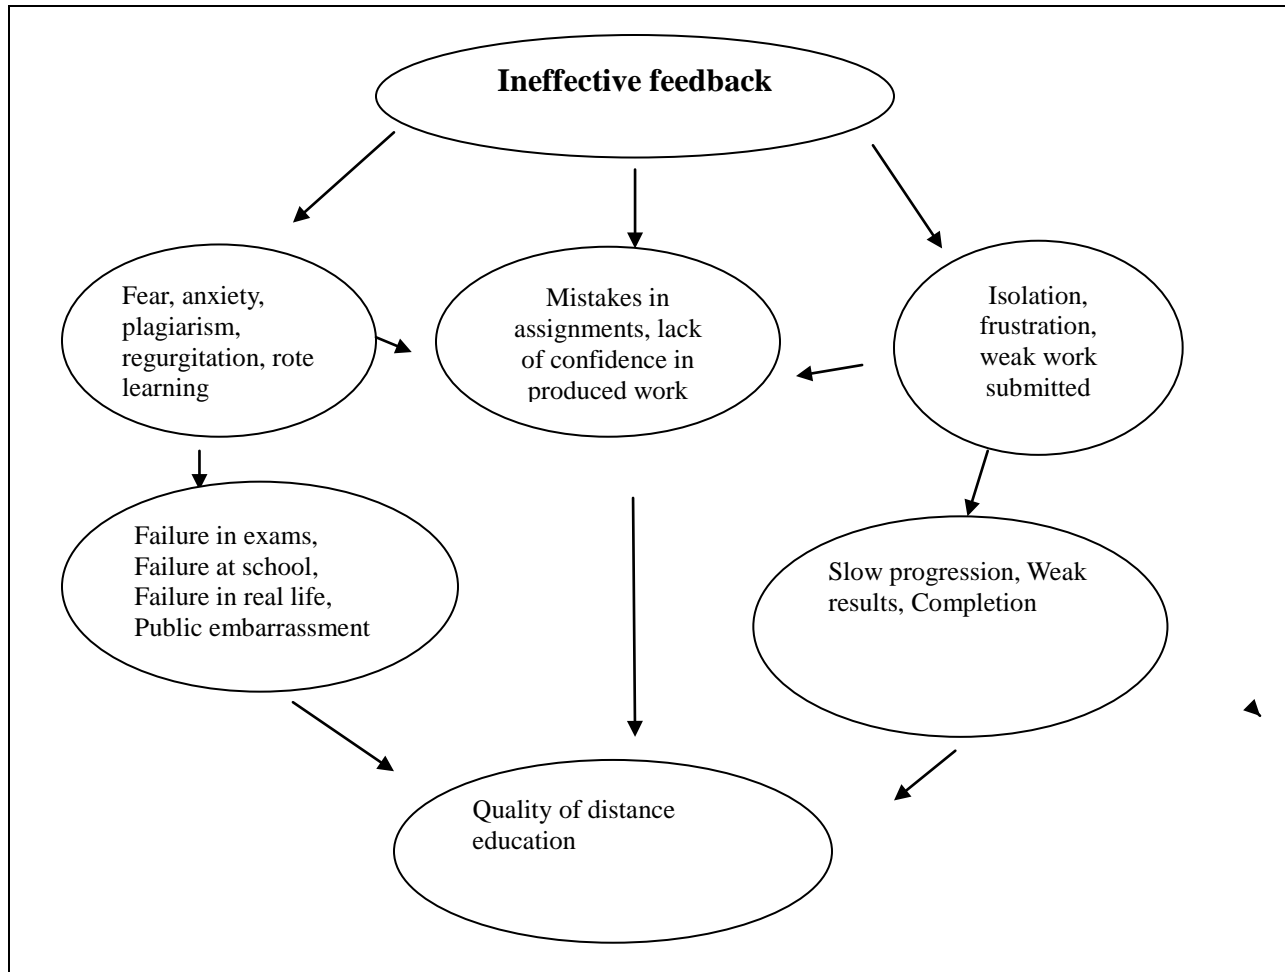 Ineffective feedback
Fear, anxiety,
plagiarism,
regurgitation, rote
learning
Mistakes in
assignments, lack
of confidence in
produced work
Isolation,
frustration,
weak work
submitted
Failure in exams,
Failure at school,
Failure in real life,
Public embarrassment
Slow progression, Weak
results, Completion
Quality of distance
education